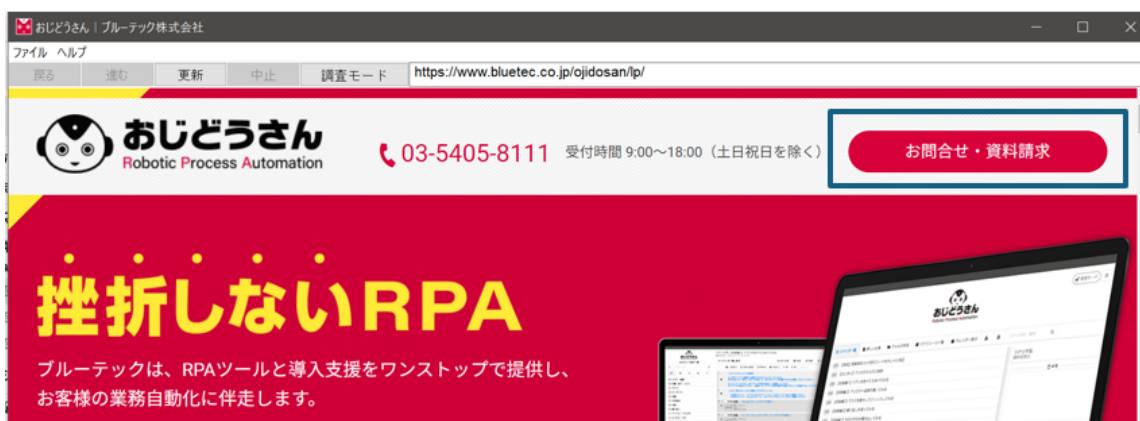 おじどうさん | ブルーテック株式会社
ファイル ヘルプ
戻る 進む 更新 中止 調査モード https://www.bluetec.co.jp/ojidosan/lp/
おじどうさん
Robotic Process Automation
03-5405-8111 受付時間 9:00〜18:00（土日祝日を除く）
お問合せ・資料請求
挫折しないRPA
ブルーテックは、RPAツールと導入支援をワンストップで提供し、
お客様の業務自動化に伴走します。
おじどうさん
Robotic Process Automation